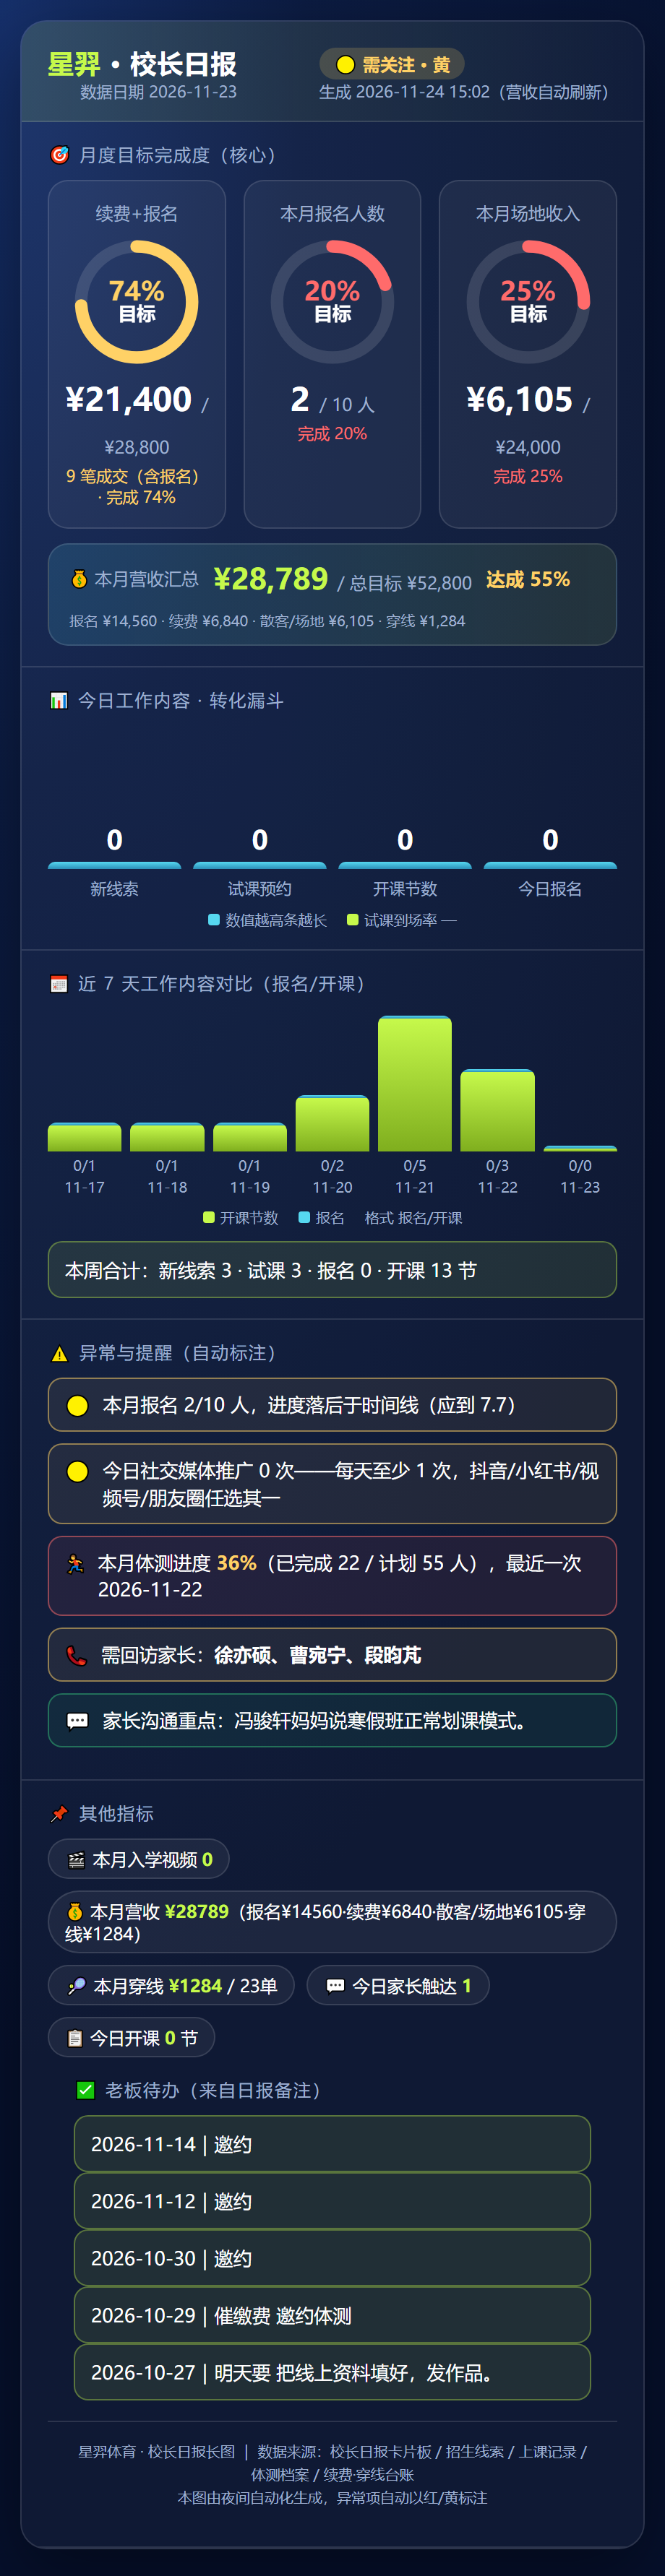 星羿 · 校长日报
数据日期 2026-11-23
需关注 · 黄
生成 2026-11-24 15:02（营收自动刷新）
月度目标完成度（核心）
续费+报名
74%
目标
¥21,400 /
¥28,800
9 笔成交（含报名）
· 完成 74%
本月报名人数
20%
目标
2 / 10 人
完成 20%
本月场地收入
25%
目标
¥6,105 /
¥24,000
完成 25%
本月营收汇总 ¥28,789 / 总目标 ¥52,800 达成 55%
报名 ¥14,560 · 续费 ¥6,840 · 散客/场地 ¥6,105 · 穿线 ¥1,284
今日工作内容 · 转化漏斗
0 0 0 0
新线索 试课预约 开课节数 今日报名
数值越高条越长 试课到场率 —
近 7 天工作内容对比（报名/开课）
0/1 0/1 0/1 0/2 0/5 0/3 0/0
11-17 11-18 11-19 11-20 11-21 11-22 11-23
开课节数 报名 格式 报名/开课
本周合计：新线索 3 · 试课 3 · 报名 0 · 开课 13 节
异常与提醒（自动标注）
本月报名 2/10 人，进度落后于时间线（应到 7.7）
今日社交媒体推广 0 次——每天至少 1 次，抖音/小红书/视
频号/朋友圈任选其一
本月体测进度 36%（已完成 22 / 计划 55 人），最近一次
2026-11-22
需回访家长：徐亦硕、曹宛宁、段昀芃
家长沟通重点：冯骏轩妈妈说寒假班正常划课模式。
其他指标
本月入学视频 0
本月营收 ¥28789（报名¥14560·续费¥6840·散客/场地¥6105·穿
线¥1284）
本月穿线 ¥1284 / 23单
今日家长触达 1
今日开课 0 节
老板待办（来自日报备注）
2026-11-14 | 邀约
2026-11-12 | 邀约
2026-10-30 | 邀约
2026-10-29 | 催缴费 邀约体测
2026-10-27 | 明天要 把线上资料填好，发作品。
星羿体育 · 校长日报长图 ｜ 数据来源：校长日报卡片板 / 招生线索 / 上课记录 /
体测档案 / 续费·穿线台账
本图由夜间自动化生成，异常项自动以红/黄标注